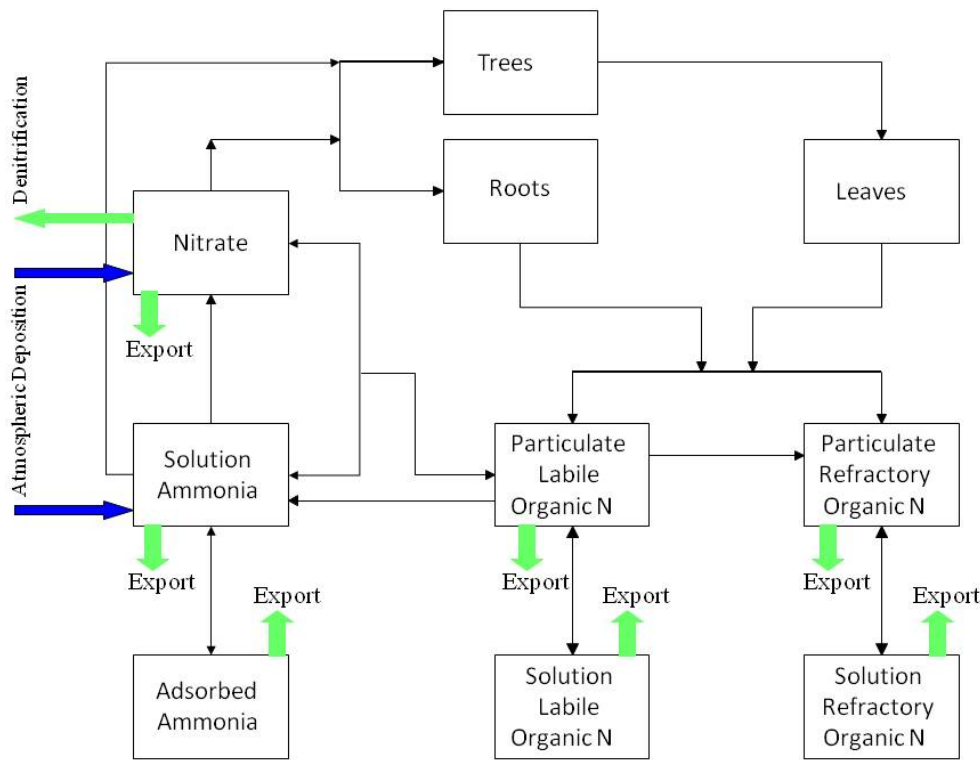 Trees
Denitrification
Roots
Leaves
Nitrate
Export
Atmospheric Deposition
Solution
Ammonia
Particulate
Labile
Organic N
Particulate
Refractory
Organic N
Export
Export
Export
Export
Export
Export
Adsorbed
Ammonia
Solution
Labile
Organic N
Solution
Refractory
Organic N